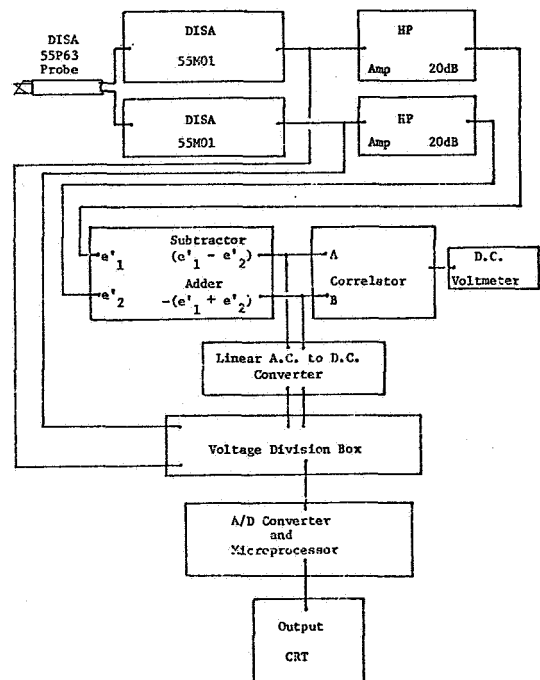 DISA
55P63
Probe
DISA
55M01
HP
Amp 20dB
DISA
55M01
HP
Amp 20dB
e'1
Subtractor
(e'1 - e'2)
e'2
Adder
-(e'1 + e'2)
A
Correlator
B
D.C.
Voltmeter
Linear A.C. to D.C.
Converter
Voltage Division Box
A/D Converter
and
Microprocessor
Output
CRT